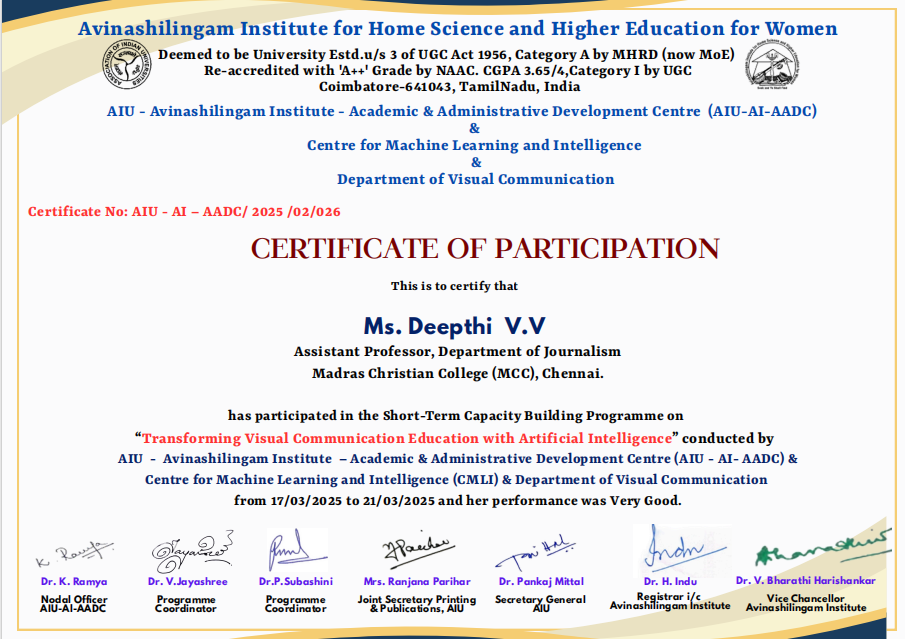 Avinashilingam Institute for Home Science and Higher Education for Women
Deemed to be University Estd.u/s 3 of UGC Act 1956, Category A by MHRD (now MoE)
Re-accredited with 'A++' Grade by NAAC. CGPA 3.65/4,Category I by UGC
Coimbatore-641043, TamilNadu, India
ASSOCIATION OF INDIAN UNIVERSITIES
AIU - Avinashilingam Institute - Academic & Administrative Development Centre (AIU-AI-AADC)
&
Centre for Machine Learning and Intelligence
&
Department of Visual Communication
Certificate No: AIU - AI – AADC/ 2025 /02/026
CERTIFICATE OF PARTICIPATION
This is to certify that
Ms. Deepthi V.V
Assistant Professor, Department of Journalism
Madras Christian College (MCC), Chennai.
has participated in the Short-Term Capacity Building Programme on
“Transforming Visual Communication Education with Artificial Intelligence” conducted by
AIU - Avinashilingam Institute – Academic & Administrative Development Centre (AIU - AI- AADC) &
Centre for Machine Learning and Intelligence (CMLI) & Department of Visual Communication
from 17/03/2025 to 21/03/2025 and her performance was Very Good.
K. Ramya
Dr. K. Ramya Dr. V.Jayashree Dr.P.Subashini Mrs. Ranjana Parihar Dr. Pankaj Mittal Dr. H. Indu Dr. V. Bharathi Harishankar
Nodal Officer Programme Programme Joint Secretary Printing Secretary General Registrar i/c Vice Chancellor
AIU-AI-AADC Coordinator Coordinator & Publications, AIU AIU Avinashilingam Institute Avinashilingam Institute